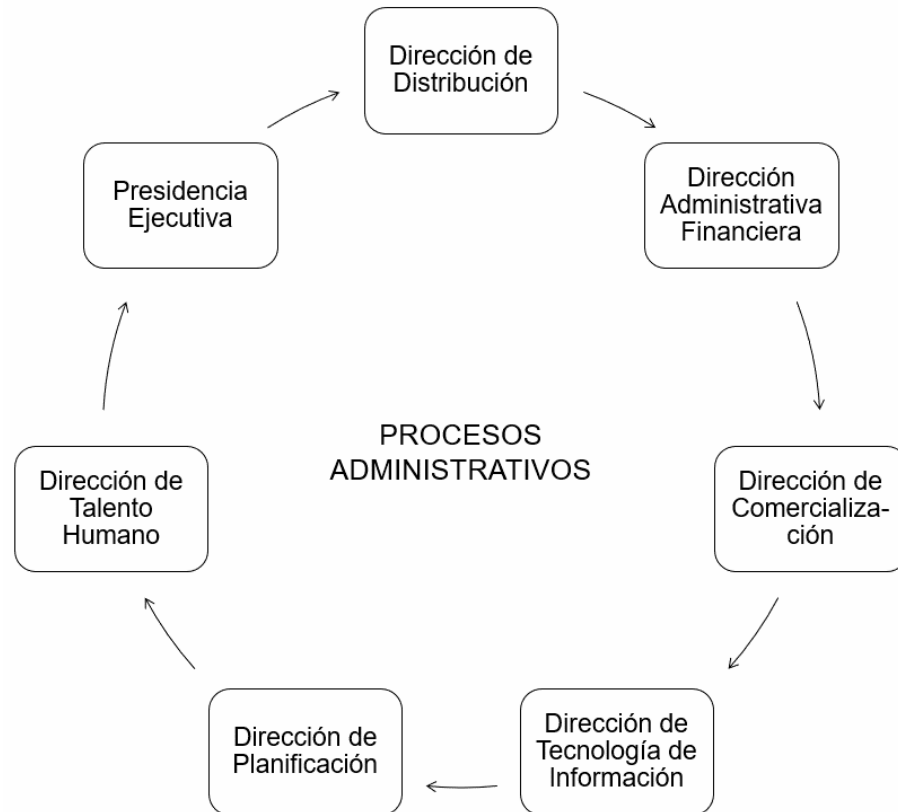 Dirección de
Distribución
Presidencia
Ejecutiva
Dirección
Administrativa
Financiera
PROCESOS
ADMINISTRATIVOS
Dirección de
Talento
Humano
Dirección de
Comercializa-
ción
Dirección de
Planificación
Dirección de
Tecnología de
Información